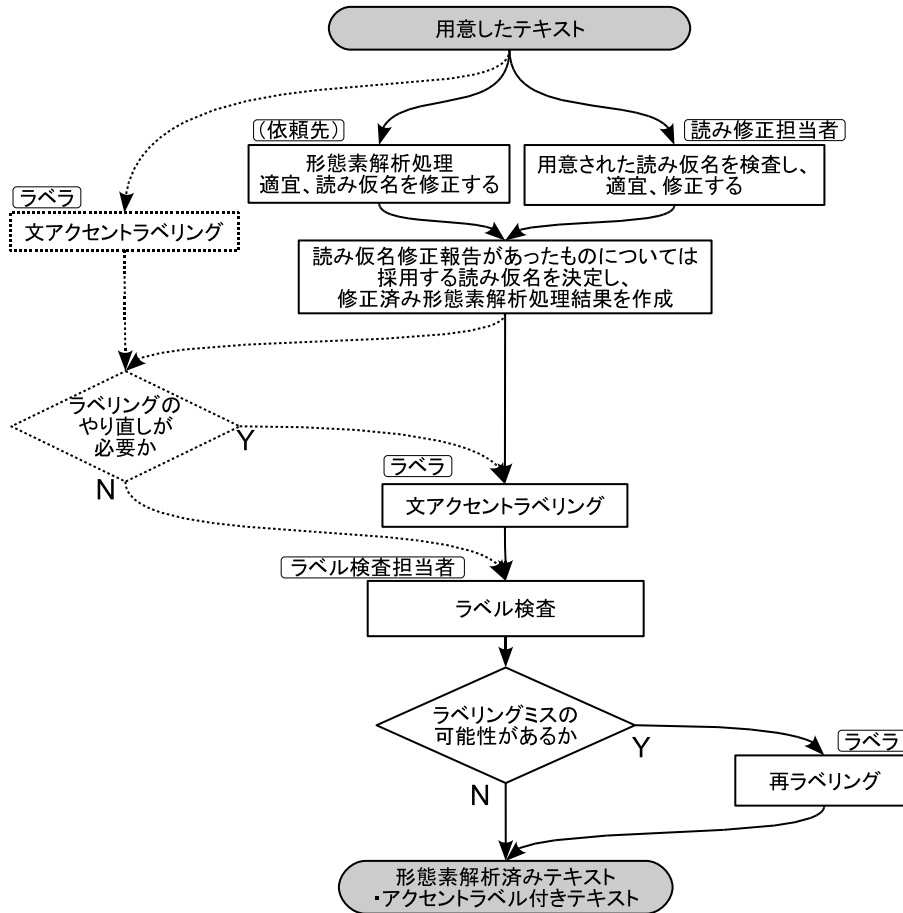 用意したテキスト
(依頼先)
形態素解析処理
適宜、読み仮名を修正する
読み修正担当者
用意された読み仮名を検査し、
適宜、修正する
ラベラ
文アクセントラベリング
読み仮名修正報告があったものについては
採用する読み仮名を決定し、
修正済み形態素解析処理結果を作成
ラベリングの
やり直しが
必要か
Y
N
ラベラ
文アクセントラベリング
ラベル検査担当者
ラベル検査
ラベリングミスの
可能性があるか
Y
N
ラベラ
再ラベリング
形態素解析済みテキスト
・アクセントラベル付きテキスト